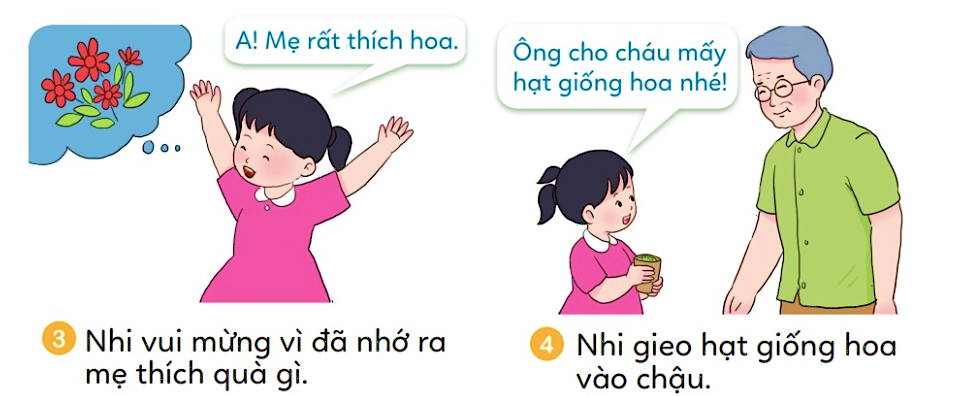 A! Mẹ rất thích hoa.
Ông cho cháu mấy
hạt giống hoa nhé!
3 Nhi vui mừng vì đã nhớ ra
mẹ thích quà gì.
4 Nhi gieo hạt giống hoa
vào chậu.